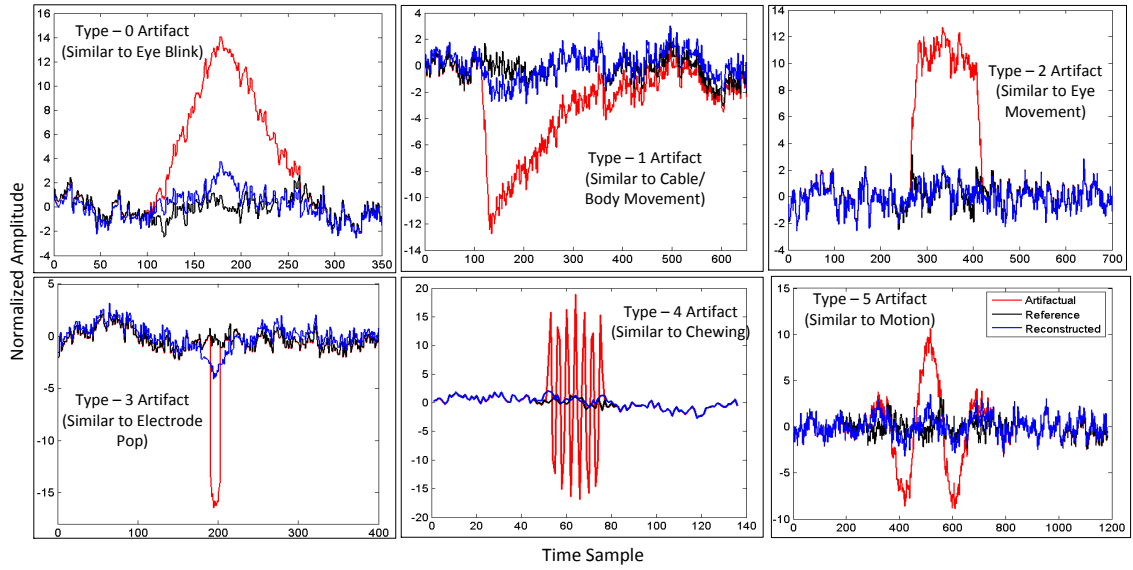 Normalized Amplitude
Type – 0 Artifact
(Similar to Eye Blink)
16
14
12
10
8
6
4
2
0
-2
-4
0 50 100 150 200 250 300 350
Type – 1 Artifact
(Similar to Cable/
Body Movement)
4
2
0
-2
-4
-6
-8
-10
-12
-14
0 100 200 300 400 500 600
Type – 2 Artifact
(Similar to Eye
Movement)
14
12
10
8
6
4
2
0
-2
-4
0 100 200 300 400 500 600 700
Type – 3 Artifact
(Similar to Electrode
Pop)
5
0
-5
-10
-15
0 100 200 300 400
Type – 4 Artifact
(Similar to Chewing)
20
15
10
5
0
-5
-10
-15
-20
0 20 40 60 80 100 120 140
Type – 5 Artifact
(Similar to Motion)
Artifactual
Reference
Reconstructed
15
10
5
0
-5
-10
0 200 400 600 800 1000 1200
Time Sample